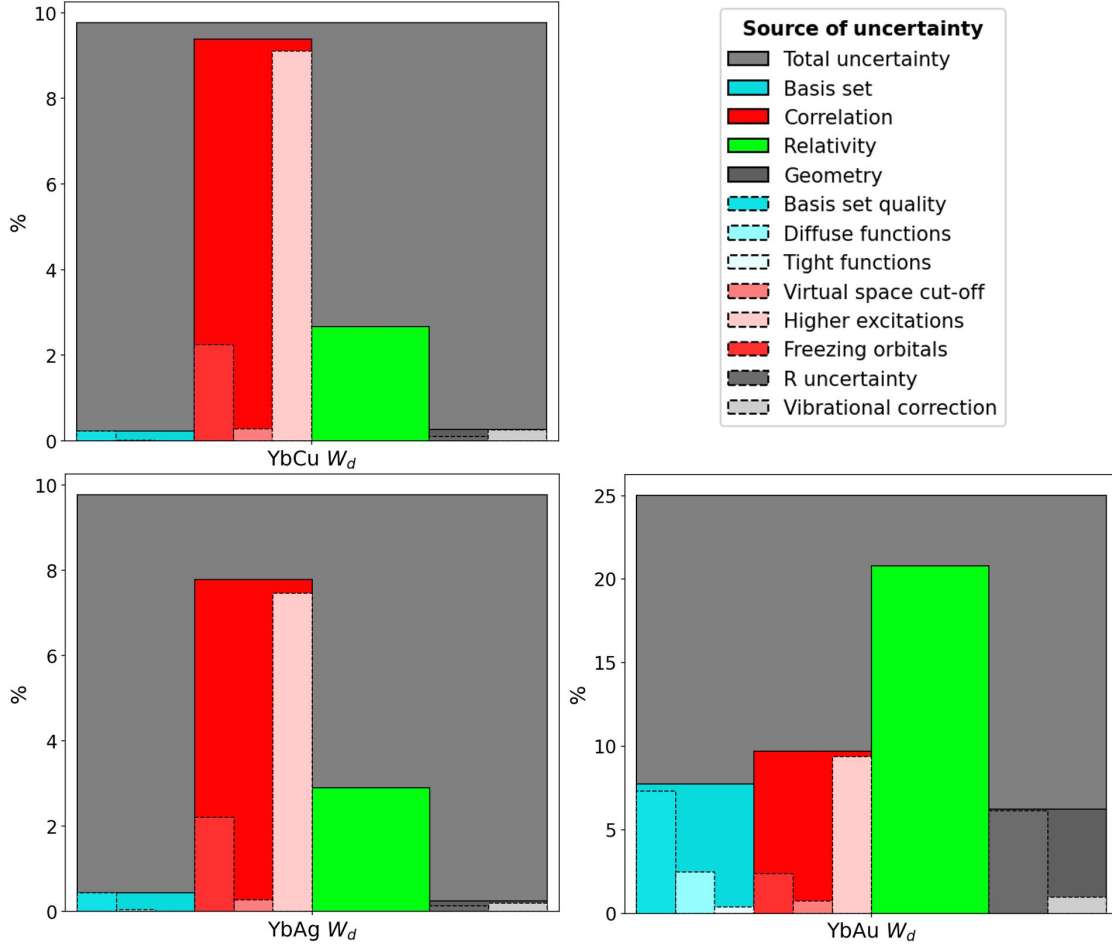 10
8
6
4
2
0
%
YbCu W_d
Source of uncertainty
Total uncertainty
Basis set
Correlation
Relativity
Geometry
Basis set quality
Diffuse functions
Tight functions
Virtual space cut-off
Higher excitations
Freezing orbitals
R uncertainty
Vibrational correction
10
8
6
4
2
0
%
YbAg W_d
25
20
15
10
5
0
%
YbAu W_d